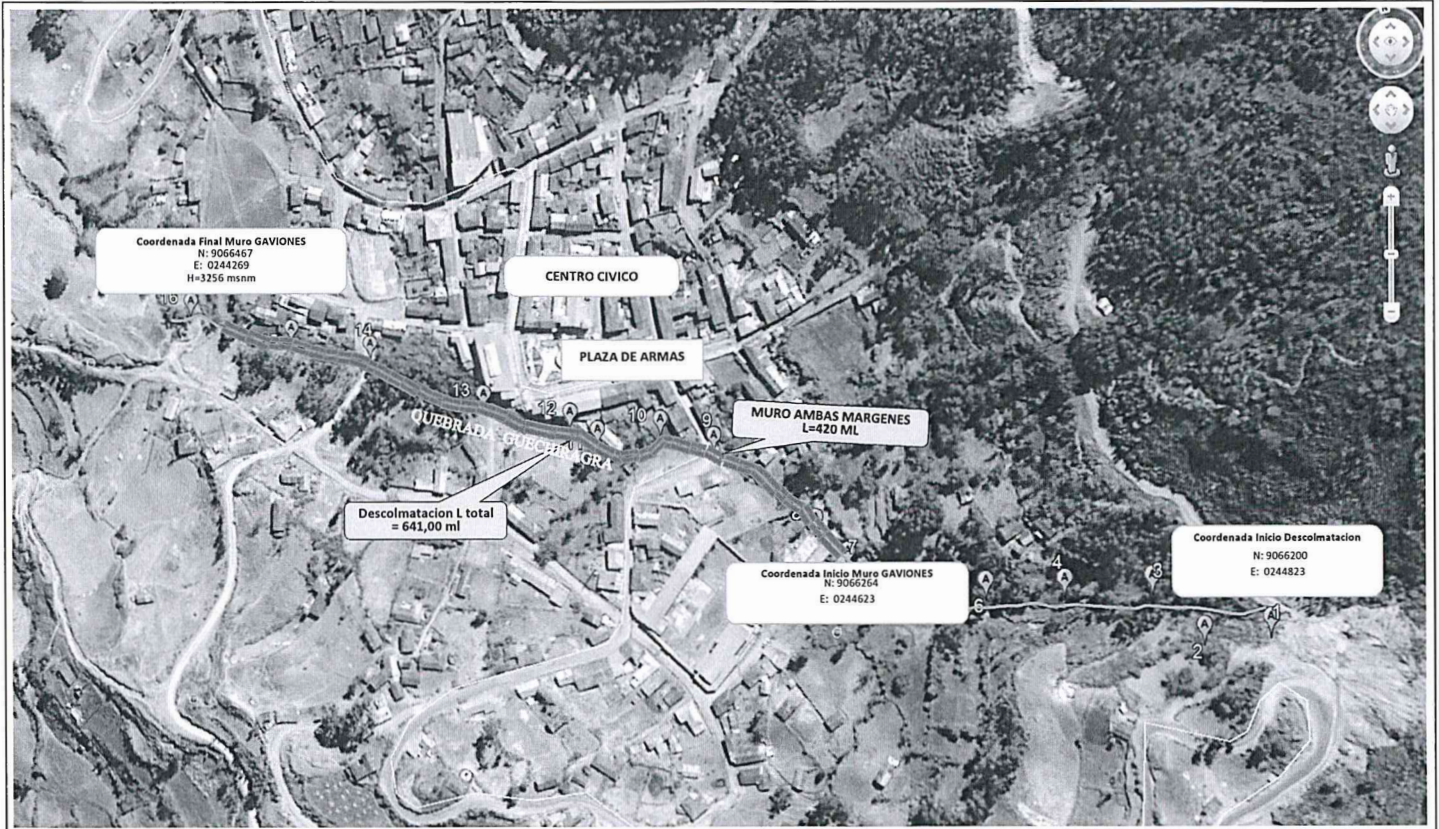 N
Coordenada Final Muro GAVIONES
N: 9066467
E: 0244269
H=3256 msnm
CENTRO CIVICO
14
PLAZA DE ARMAS
13
12
10
9
MURO AMBAS MARGENES
L=420 ML
QUEBRADA GUECHIRAGRA
Descolmatacion L total
= 641,00 ml
7
Coordenada Inicio Muro GAVIONES
N: 9066264
E: 0244623
Coordenada Inicio Descolmatacion
N: 9066200
E: 0244823
6
4
3
2
1